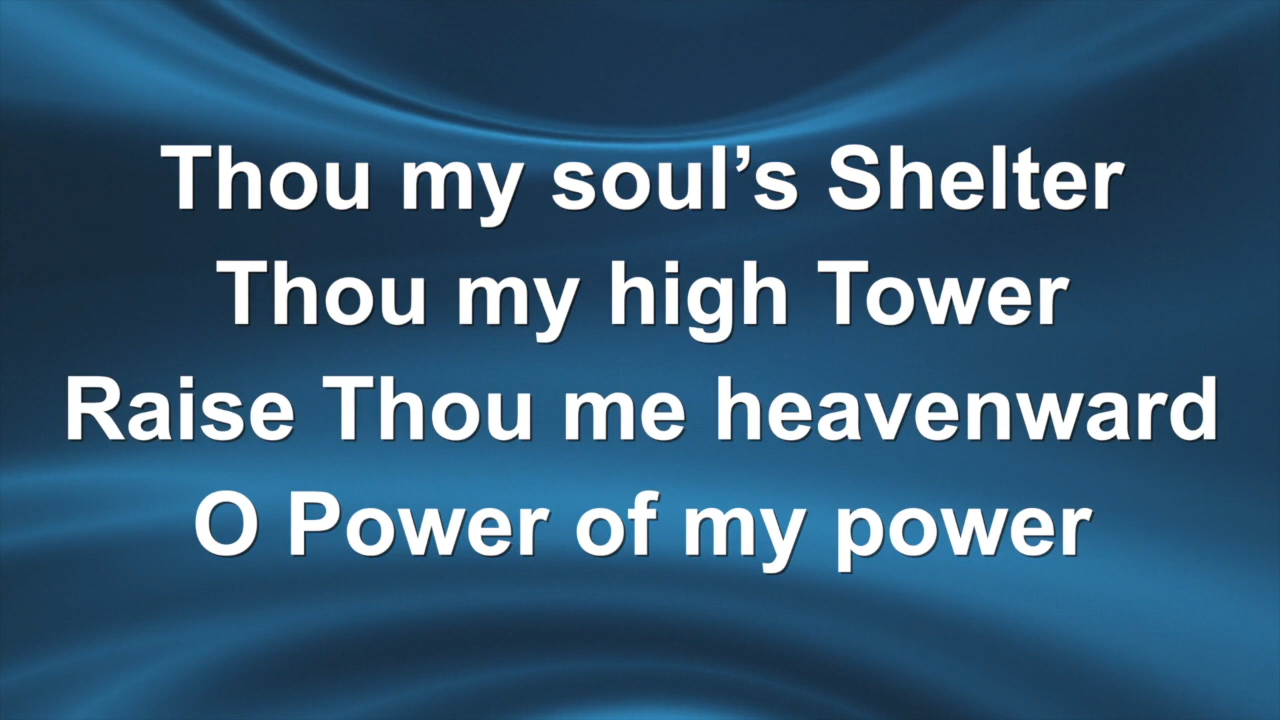 Thou my soul’s Shelter
Thou my high Tower
Raise Thou me heavenward
O Power of my power